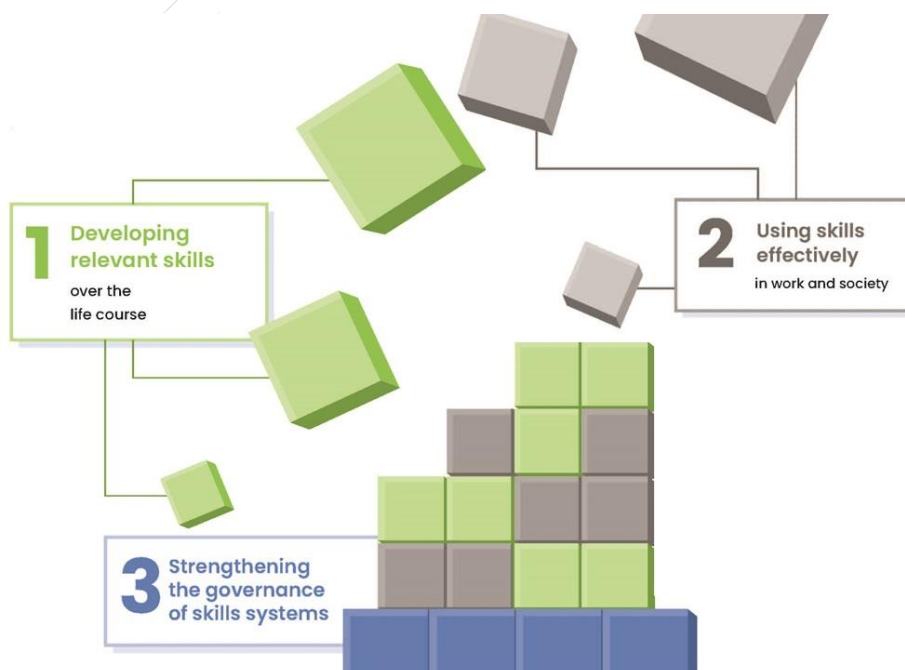 1
Developing
relevant skills
over the
life course
2
Using skills
effectively
in work and society
3
Strengthening
the governance
of skills systems